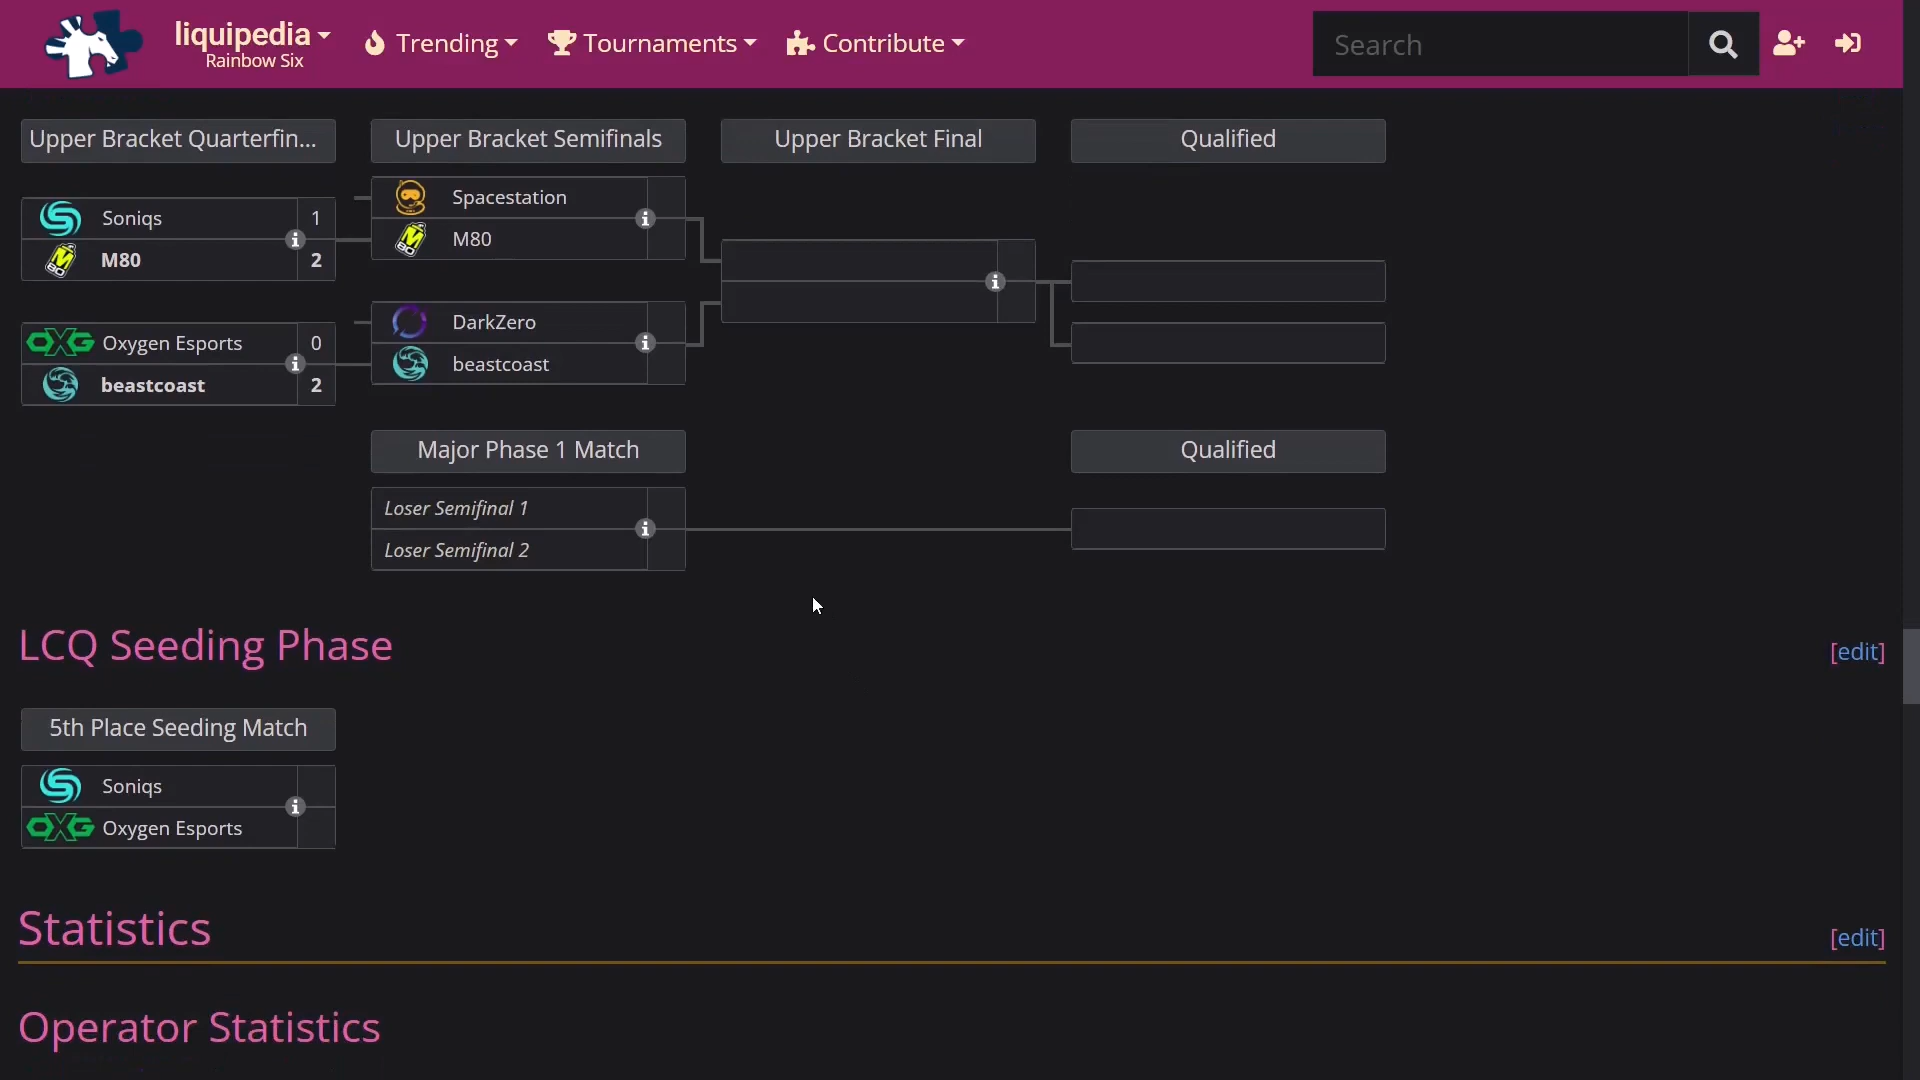 liquipedia
Rainbow Six
Trending
Tournaments
Contribute
Search
Upper Bracket Quarterfin...
Upper Bracket Semifinals
Upper Bracket Final
Qualified
Soniqs 1
M80 2
Oxygen Esports 0
beastcoast 2
Spacestation
M80
DarkZero
beastcoast
Major Phase 1 Match
Qualified
Loser Semifinal 1
Loser Semifinal 2
LCQ Seeding Phase
[edit]
5th Place Seeding Match
Soniqs
OXG Oxygen Esports
Statistics
[edit]
Operator Statistics